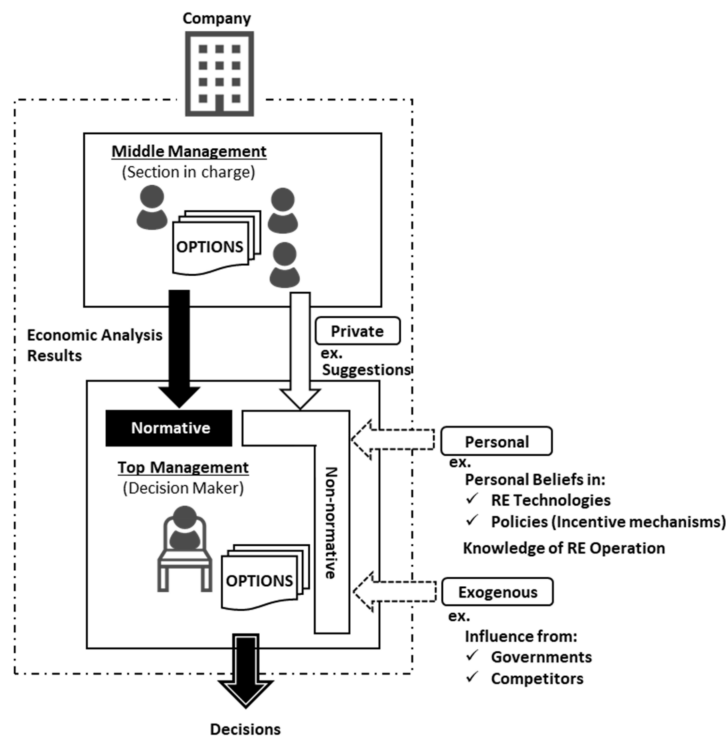 Company
Middle Management
(Section in charge)
OPTIONS
Economic Analysis
Results
Private
ex.
Suggestions
Normative
Non-normative
Top Management
(Decision Maker)
OPTIONS
Personal
ex.
Personal Beliefs in:
✓ RE Technologies
✓ Policies (Incentive mechanisms)
Knowledge of RE Operation
Exogenous
ex.
Influence from:
✓ Governments
✓ Competitors
Decisions